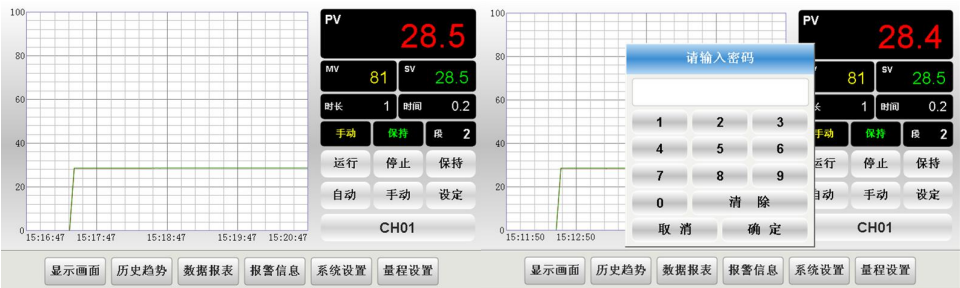 100
80
60
40
20
0
15:16:47 15:17:47 15:18:47 15:19:47 15:20:47
PV
28.5
MV 81 SV 28.5
时长 1 时间 0.2
手动 保持 段 2
运行 停止 保持
自动 手动 设定
CH01
显示画面 历史趋势 数据报表 报警信息 系统设置 量程设置
100
80
60
40
20
0
15:11:50 15:12:50
请输入密码
1 2 3
4 5 6
7 8 9
0 清 除
取 消 确 定
PV
28.4
81 SV 28.5
1 时间 0.2
手动 保持 段 2
运行 停止 保持
自动 手动 设定
CH01
显示画面 历史趋势 数据报表 报警信息 系统设置 量程设置